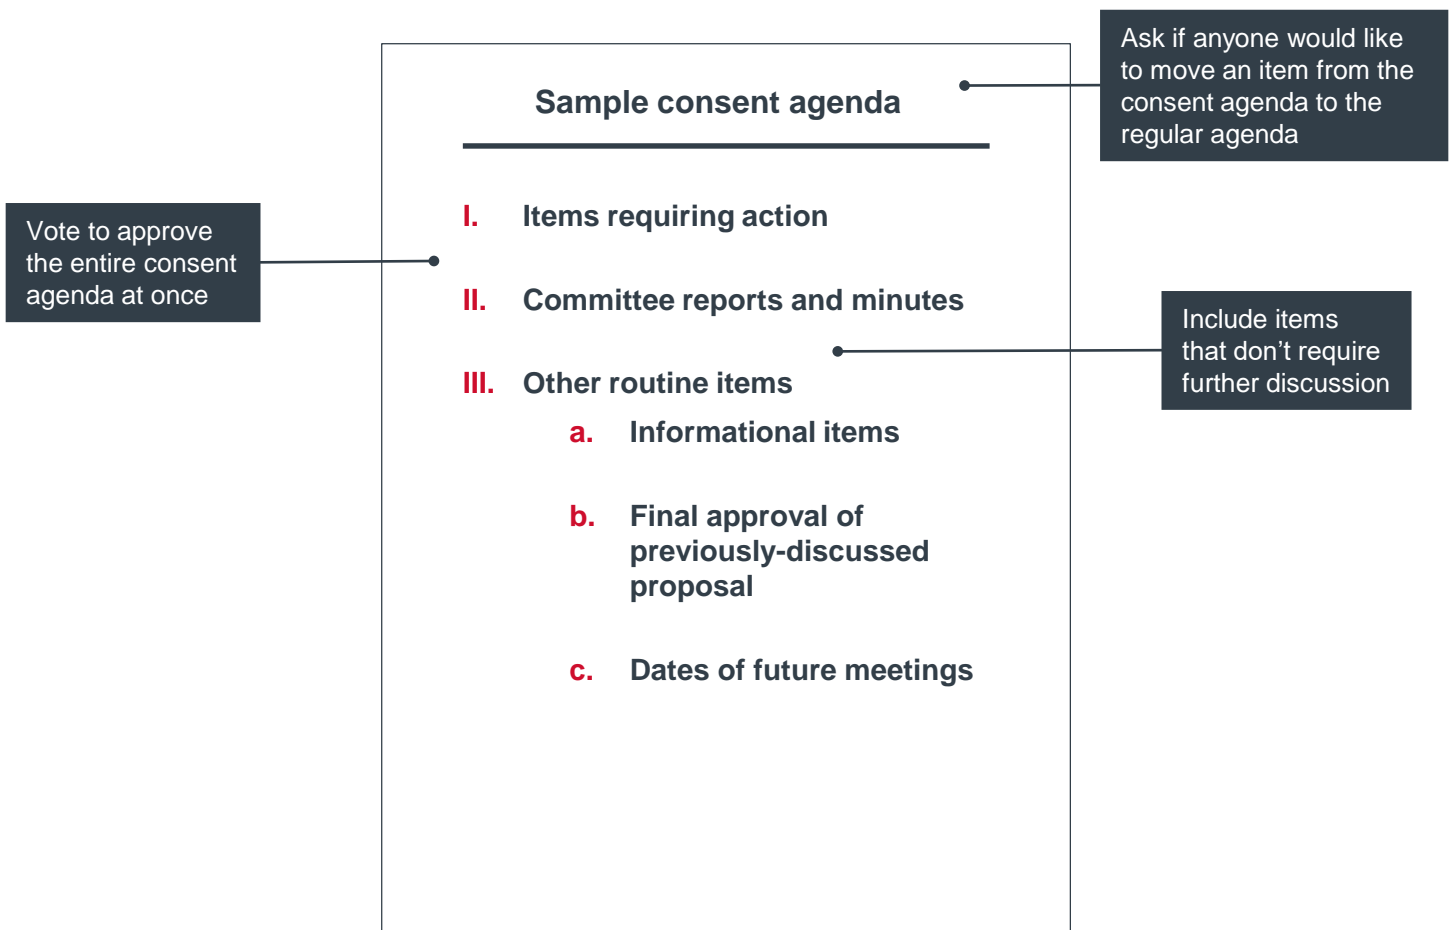 Ask if anyone would like
to move an item from the
consent agenda to the
regular agenda
Sample consent agenda
Vote to approve
the entire consent
agenda at once
I. Items requiring action
II. Committee reports and minutes
Include items
that don’t require
further discussion
III. Other routine items
a. Informational items
b. Final approval of
previously-discussed
proposal
c. Dates of future meetings